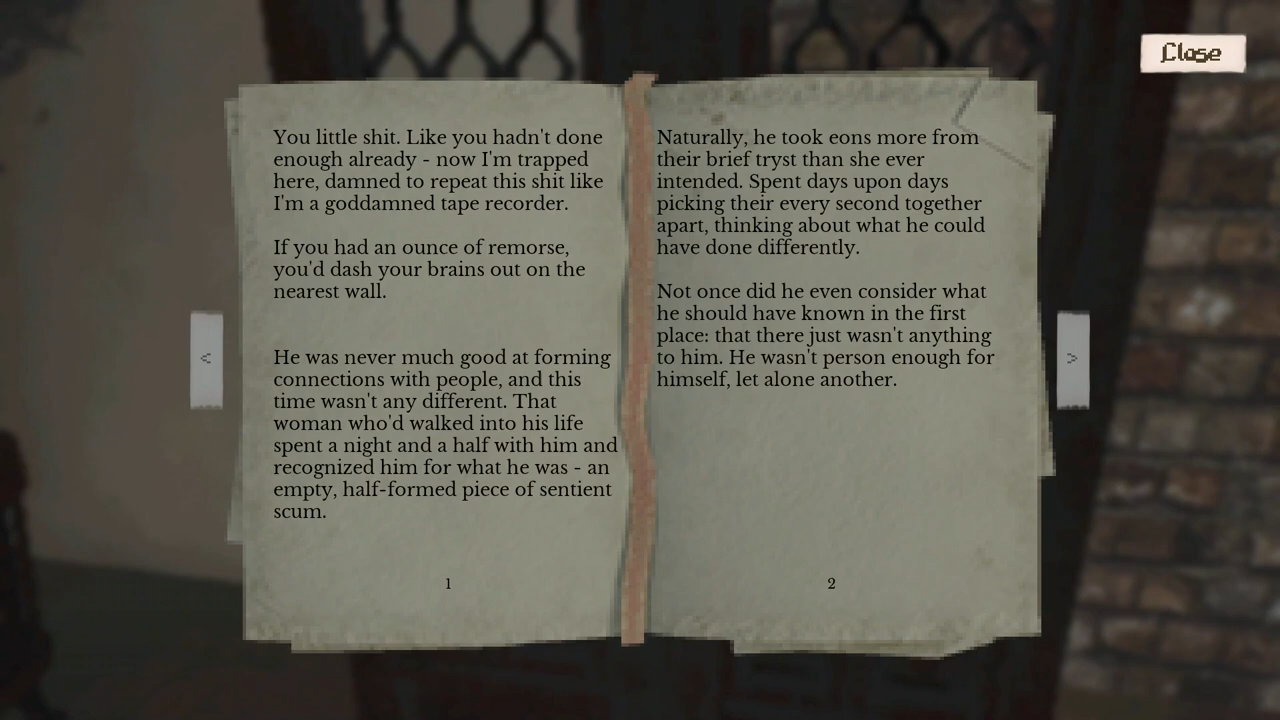 Close
You little shit. Like you hadn't done
enough already - now I'm trapped
here, damned to repeat this shit like
I'm a goddamned tape recorder.
If you had an ounce of remorse,
you'd dash your brains out on the
nearest wall.
He was never much good at forming
connections with people, and this
time wasn't any different. That
woman who'd walked into his life
spent a night and a half with him and
recognized him for what he was - an
empty, half-formed piece of sentient
scum.
1
Naturally, he took eons more from
their brief tryst than she ever
intended. Spent days upon days
picking their every second together
apart, thinking about what he could
have done differently.
Not once did he even consider what
he should have known in the first
place: that there just wasn't anything
to him. He wasn't person enough for
himself, let alone another.
2
<
>